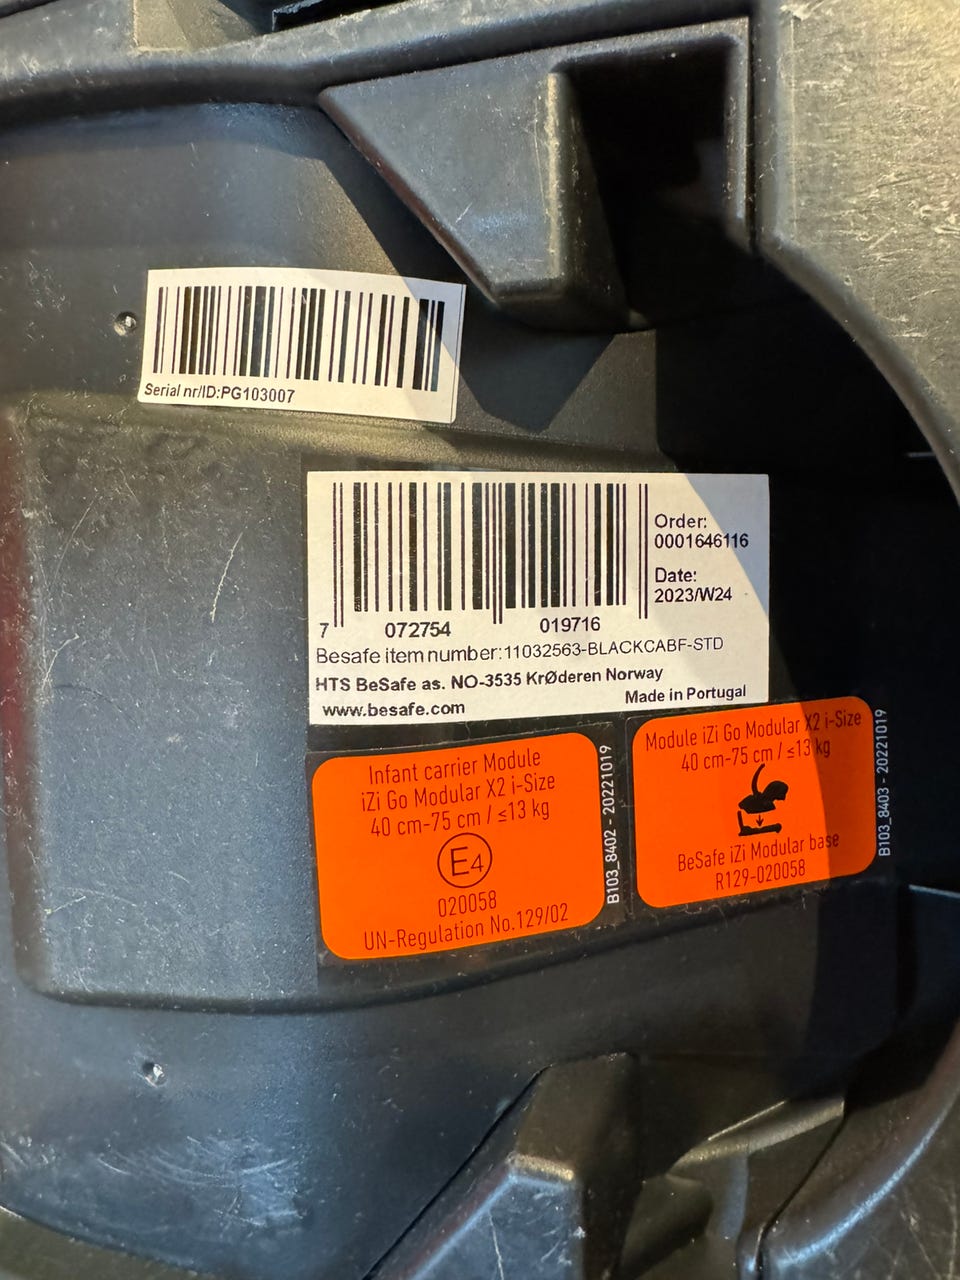 Serial nr/ID:PG103007
Order:
0001646116
Date:
2023/W24
7 072754 019716
Besafe item number:11032563-BLACKCABF-STD
HTS BeSafe as. NO-3535 KrØderen Norway
www.besafe.com Made in Portugal
Infant carrier Module
iZi Go Modular X2 i-Size
40 cm-75 cm / ≤13 kg
E4
020058
UN-Regulation No.129/02
B103_8402 - 20221019
Module iZi Go Modular X2 i-Size
40 cm-75 cm / ≤13 kg
BeSafe iZi Modular base
R129-020058
B103_8403 - 20221019